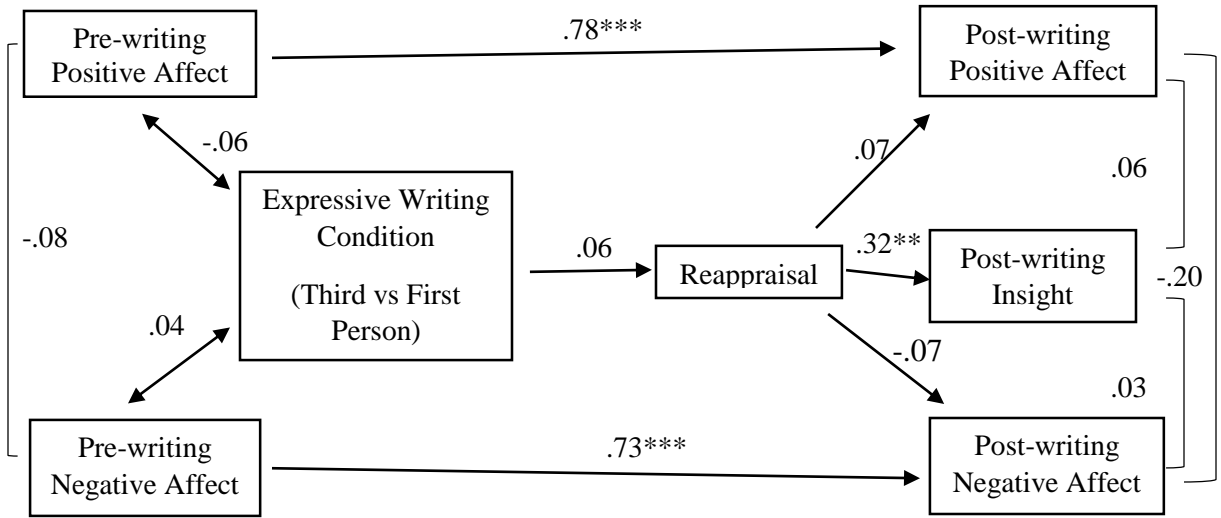 Pre-writing
Positive Affect
.78***
Post-writing
Positive Affect
-.06
.07
.06
Expressive Writing
Condition
(Third vs First
Person)
-.08
.06
Reappraisal
.32**
Post-writing
Insight
-.20
.04
-.07
.03
Pre-writing
Negative Affect
.73***
Post-writing
Negative Affect